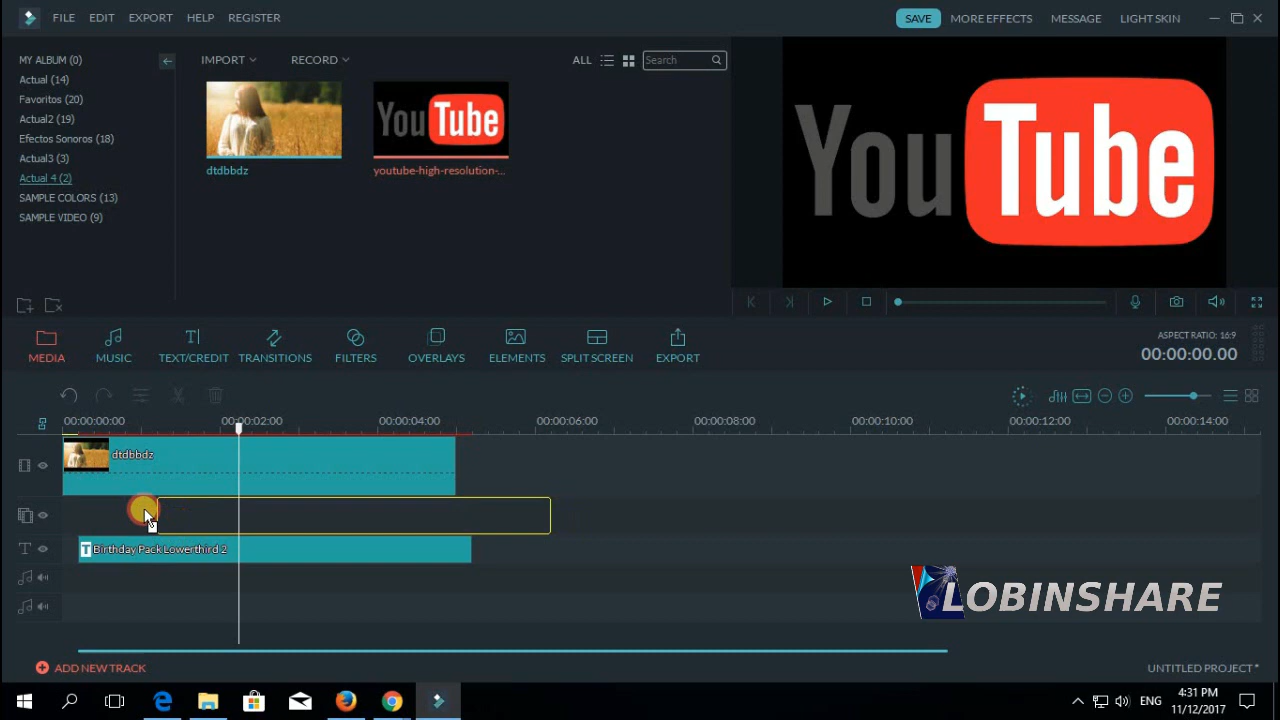 FILE EDIT EXPORT HELP REGISTER SAVE MORE EFFECTS MESSAGE LIGHT SKIN
MY ALBUM (0)
Actual (14)
Favoritos (20)
Actual2 (19)
Efectos Sonoros (18)
Actual3 (3)
Actual 4 (2)
SAMPLE COLORS (13)
SAMPLE VIDEO (9)
IMPORT RECORD ALL Search
YouTube
dtdbbdz youtube-high-resolution-...
YouTube
MEDIA MUSIC TEXT/CREDIT TRANSITIONS FILTERS OVERLAYS ELEMENTS SPLIT SCREEN EXPORT
ASPECT RATIO: 16:9
00:00:00.00
00:00:00:00 00:00:02:00 00:00:04:00 00:00:06:00 00:00:08:00 00:00:10:00 00:00:12:00 00:00:14:00
dtdbbdz
T Birthday Pack Lowerthird 2
LOBINSHARE
ADD NEW TRACK UNTITLED PROJECT *
ENG 4:31 PM
11/12/2017